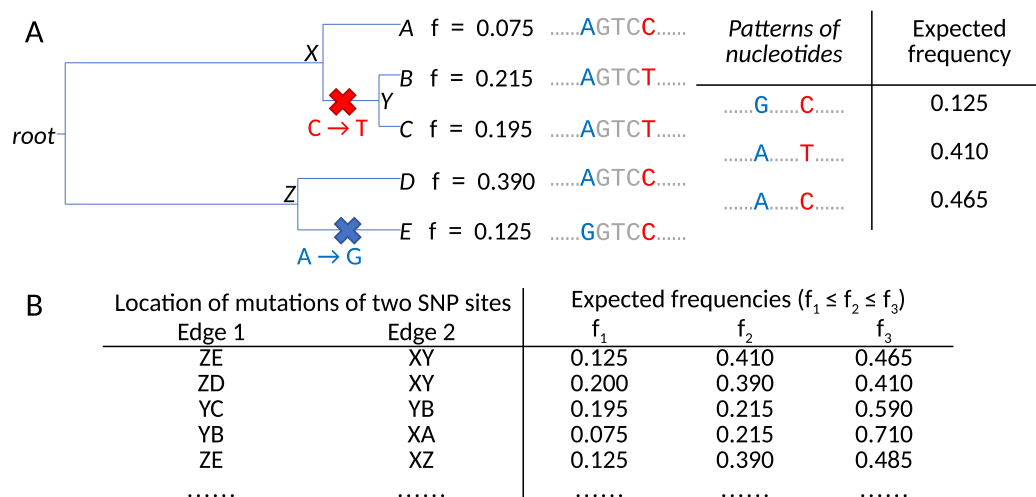 A
A f = 0.075 ......AGTCC......
X
B f = 0.215 ......AGTCT......
Y
C → T
C f = 0.195 ......AGTCT......
root
D f = 0.390 ......AGTCC......
Z
E f = 0.125 ......GGTCC......
A → G
Patterns of nucleotides
Expected frequency
......G......C...... 0.125
......A......T...... 0.410
......A......C...... 0.465
B
Location of mutations of two SNP sites Expected frequencies (f1 ≤ f2 ≤ f3)
Edge 1 Edge 2 f1 f2 f3
ZE XY 0.125 0.410 0.465
ZD XY 0.200 0.390 0.410
YC YB 0.195 0.215 0.590
YB XA 0.075 0.215 0.710
ZE XZ 0.125 0.390 0.485
...... ...... ...... ...... ......